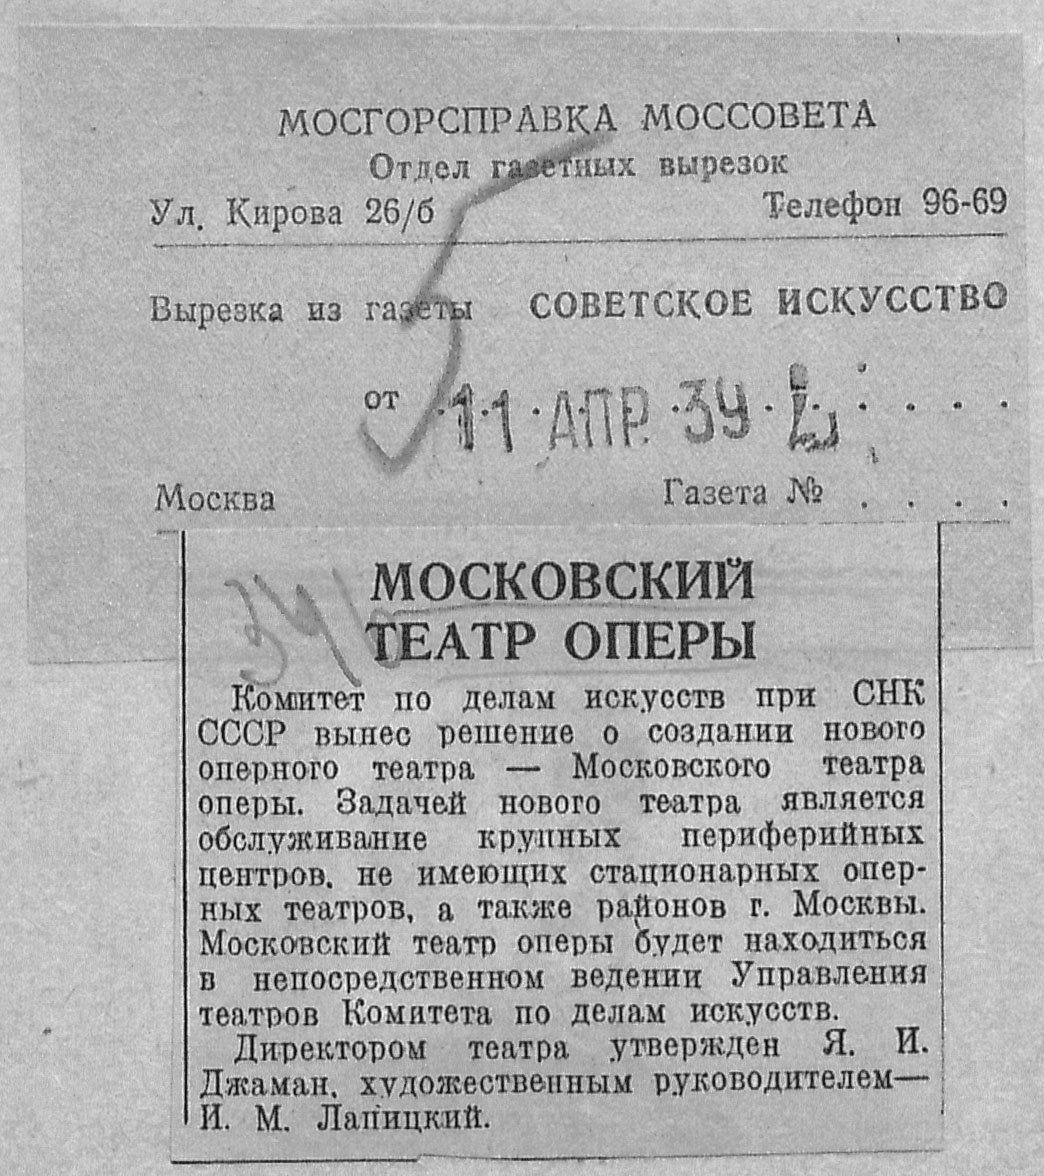 МОСГОРСПРАВКА МОССОВЕТА
Отдел газетных вырезок
Ул. Кирова 26/б Телефон 96-69
Вырезка из газеты СОВЕТСКОЕ ИСКУССТВО
от 11 АПР. 39
Москва Газета № . . . .
МОСКОВСКИЙ
ТЕАТР ОПЕРЫ
Комитет по делам искусств при СНК
СССР вынес решение о создании нового
оперного театра — Московского театра
оперы. Задачей нового театра является
обслуживание крупных периферийных
центров, не имеющих стационарных опер-
ных театров, а также районов г. Москвы.
Московский театр оперы будет находиться
в непосредственном ведении Управления
театров Комитета по делам искусств.
Директором театра утвержден Я. И.
Джаман, художественным руководителем—
И. М. Лапицкий.